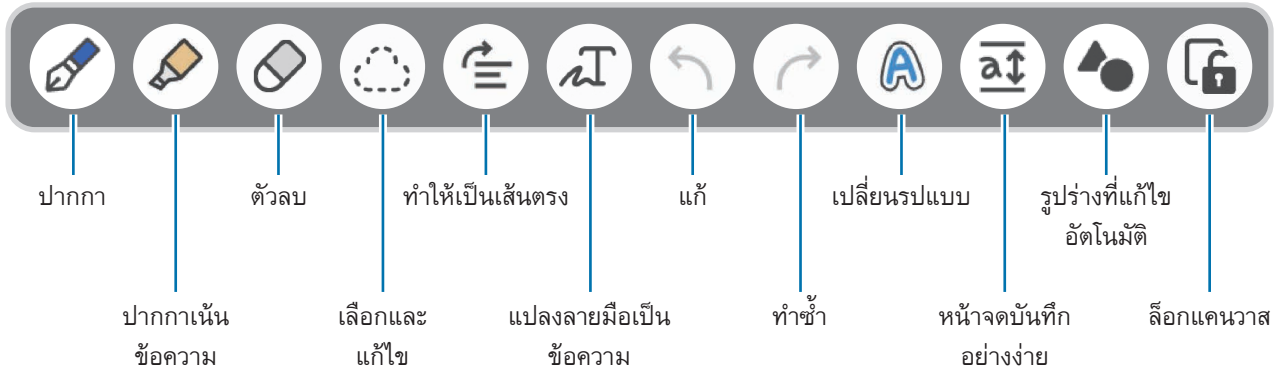 ปากกา
ตัวลบ
ทำให้เป็นเส้นตรง
แก้
เปลี่ยนรปแบบ
รูปร่างที่แก้ไข
อัตโนมัติ
ปากกาเน้น
ข้อความ
เลือกและ
แก้ไข
แปลงลายมือเป็น
ข้อความ
ทำซ้ำ
หน้าจดบันทึก
อย่างง่าย
ล็อกแคนวาส